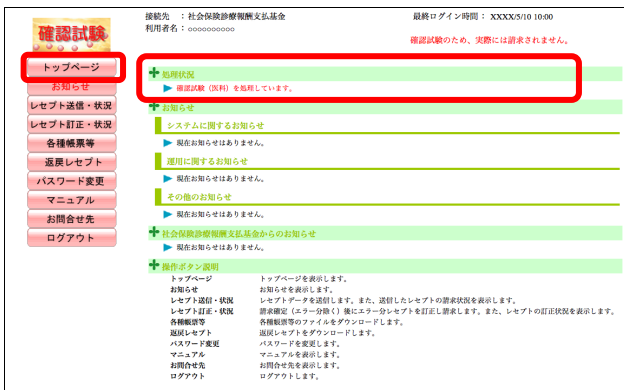 接続先 ：社会保険診療報酬支払基金
最終ログイン時間： XXXX/5/10 10:00
利用者名：oooooooooo
確認試験のため、実際には請求されません。
確認試験
トップページ
お知らせ
レセプト送信・状況
レセプト訂正・状況
各種帳票等
返戻レセプト
パスワード変更
マニュアル
お問合せ先
ログアウト
処理状況
確認試験（医科）を処理しています。
お知らせ
システムに関するお知らせ
現在お知らせはありません。
運用に関するお知らせ
現在お知らせはありません。
その他のお知らせ
現在お知らせはありません。
社会保険診療報酬支払基金からのお知らせ
現在お知らせはありません。
操作ボタン説明
トップページ トップページを表示します。
お知らせ お知らせを表示します。
レセプト送信・状況 レセプトデータを送信します。また、送信したレセプトの請求状況を表示します。
レセプト訂正・状況 請求確定（エラー分除く）後にエラー分レセプトを訂正し請求します。また、レセプトの訂正状況を表示します。
各種帳票等 各種帳票等のファイルをダウンロードします。
返戻レセプト 返戻レセプトをダウンロードします。
パスワード変更 パスワードを変更します。
マニュアル マニュアルを表示します。
お問合せ先 お問合せ先を表示します。
ログアウト ログアウトします。